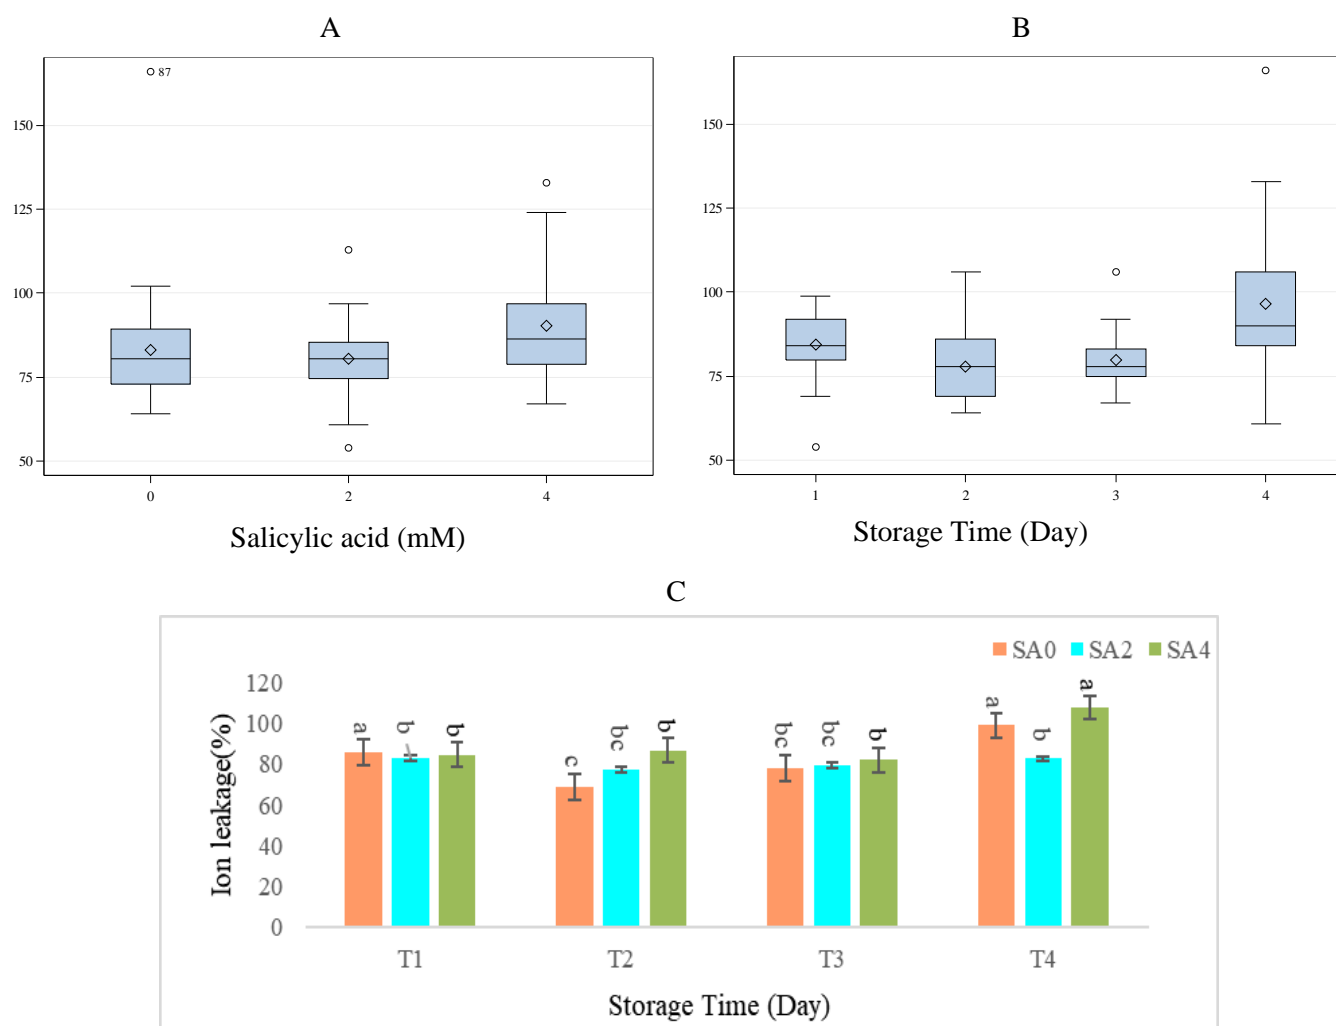 A
B
87
150
125
100
75
50
0 2 4
Salicylic acid (mM)
150
125
100
75
50
1 2 3 4
Storage Time (Day)
C
SA0 SA2 SA4
Ion leakage(%)
120
100
80
60
40
20
0
a b b
c bc b
bc bc b
a b a
T1 T2 T3 T4
Storage Time (Day)